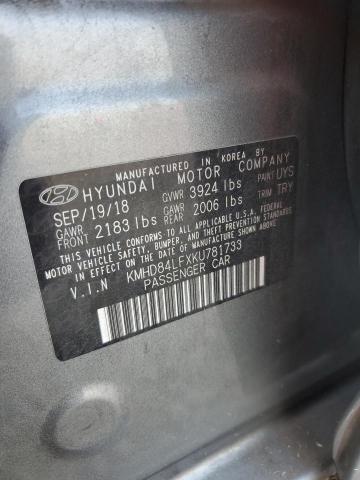 MANUFACTURED IN KOREA BY
HYUNDAI MOTOR COMPANY
SEP/19/18 GVWR 3924 lbs PAINT UYS
GAWR FRONT 2183 lbs GAWR REAR 2006 lbs TRIM TRY
THIS VEHICLE CONFORMS TO ALL APPLICABLE U.S. FEDERAL
MOTOR VEHICLE SAFETY, BUMPER, AND THEFT PREVENTION
STANDARDS IN EFFECT ON THE DATE OF MANUFACTURE SHOWN ABOVE.
V.I.N KMHD84LFXKU781733
PASSENGER CAR